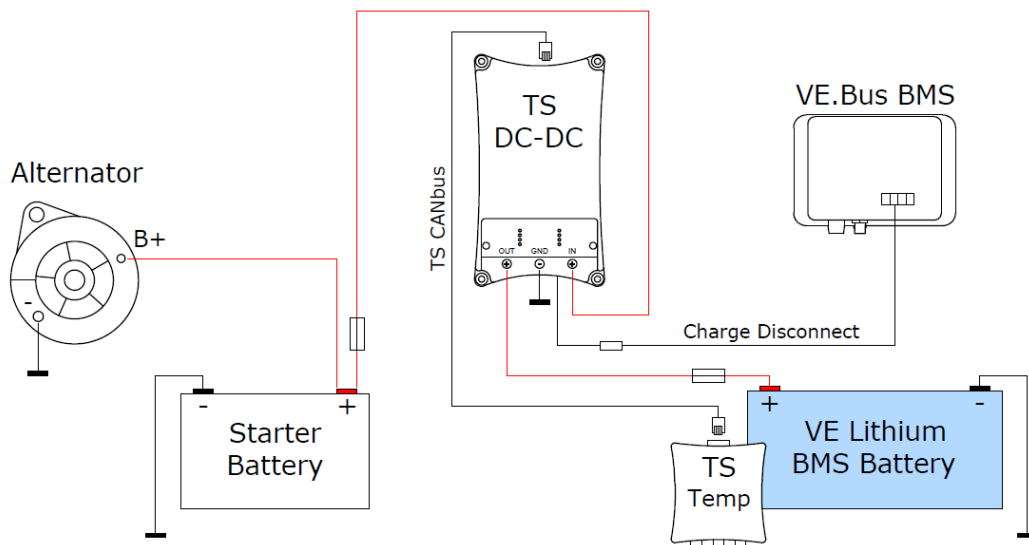 TS
DC-DC
VE.Bus BMS
Alternator
B+
-
TS CANbus
OUT
GND
IN
+
-
+
Charge Disconnect
-
+
Starter
Battery
+
-
VE Lithium
BMS Battery
TS
Temp